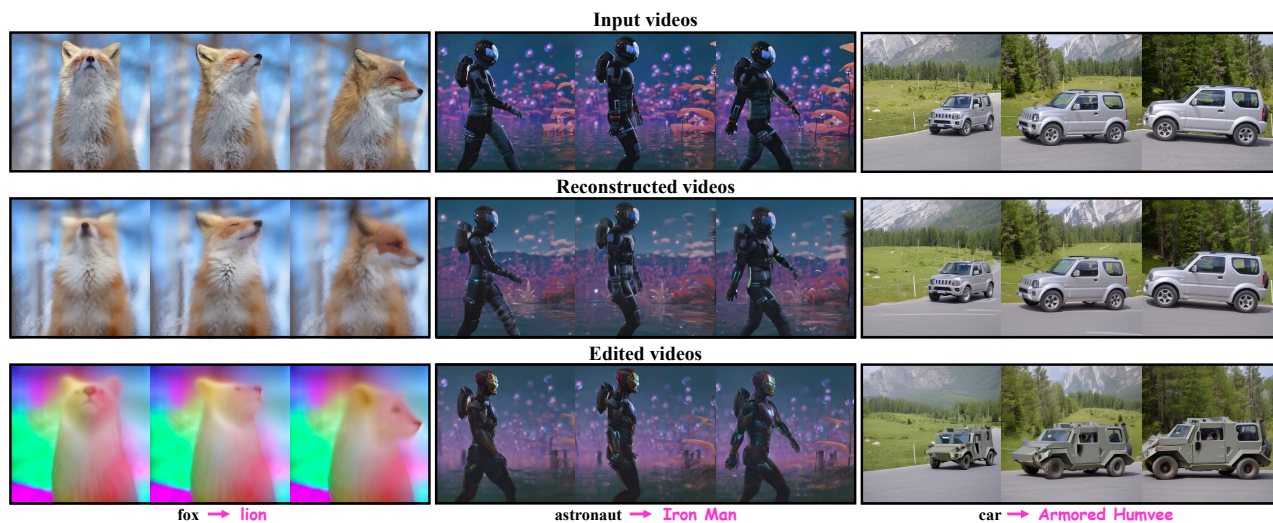 Input videos
Reconstructed videos
Edited videos
fox → lion
astronaut → Iron Man
car → Armored Humvee